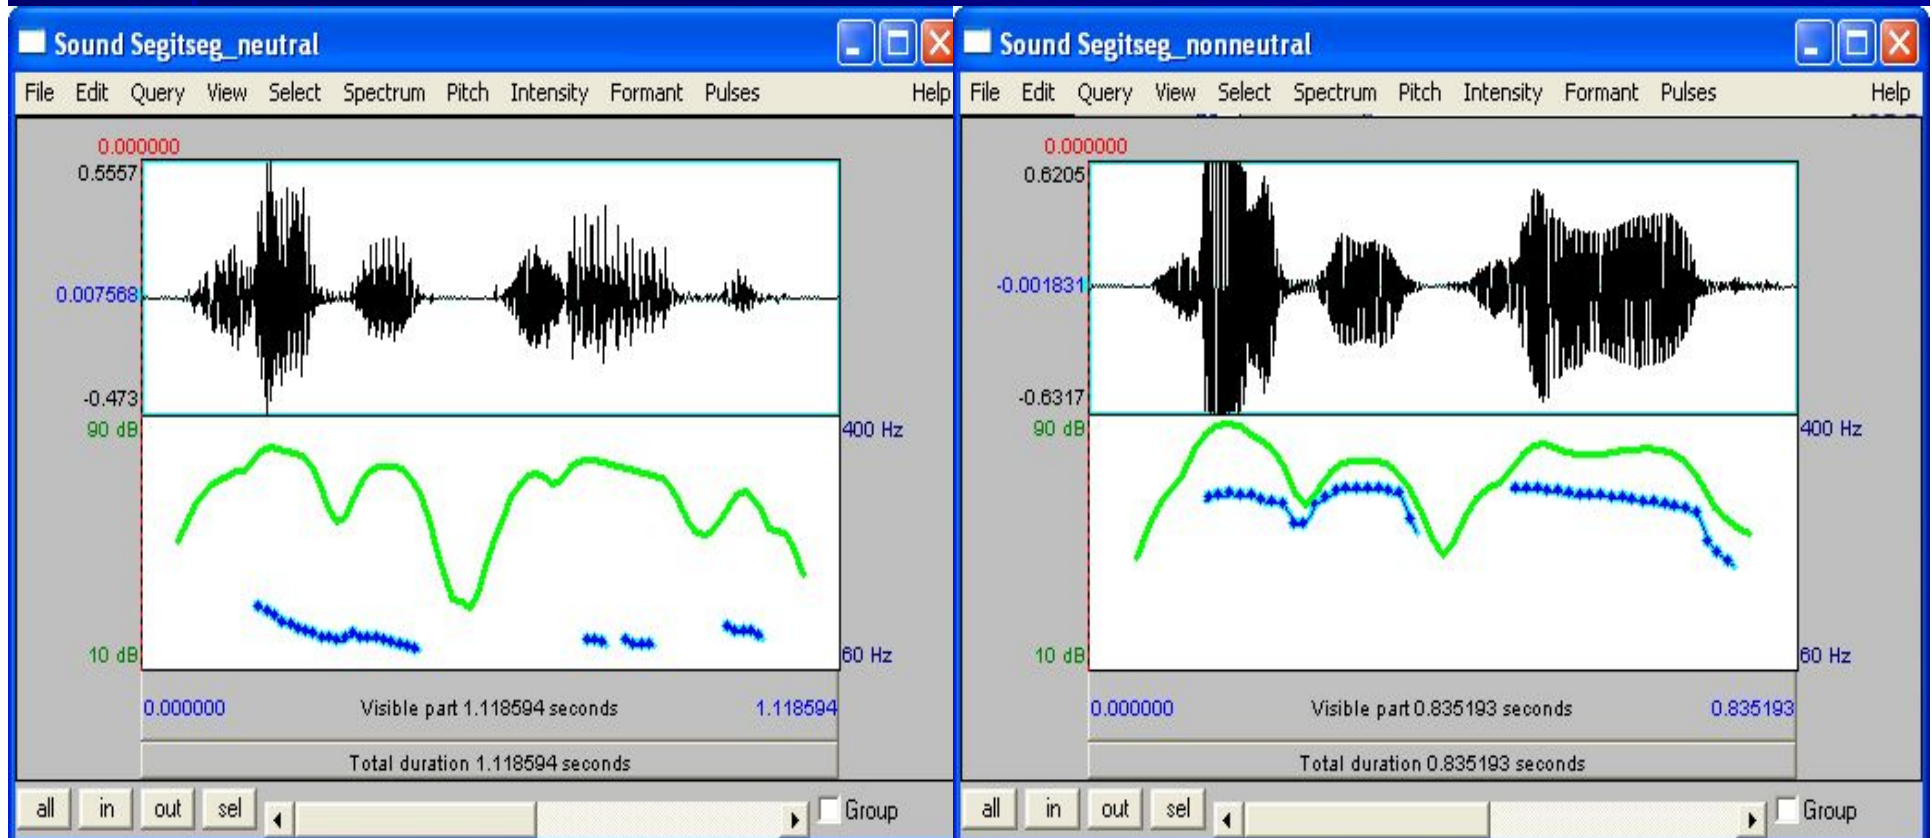 Sound Segitseg_neutral
File Edit Query View Select Spectrum Pitch Intensity Formant Pulses Help
0.000000
0.5557
0.007568
-0.473
90 dB
400 Hz
10 dB
60 Hz
0.000000 Visible part 1.118594 seconds 1.118594
Total duration 1.118594 seconds
all in out sel Group
Sound Segitseg_nonneutral
File Edit Query View Select Spectrum Pitch Intensity Formant Pulses Help
0.000000
0.6205
-0.001831
-0.6317
90 dB
400 Hz
10 dB
60 Hz
0.000000 Visible part 0.835193 seconds 0.835193
Total duration 0.835193 seconds
all in out sel Group